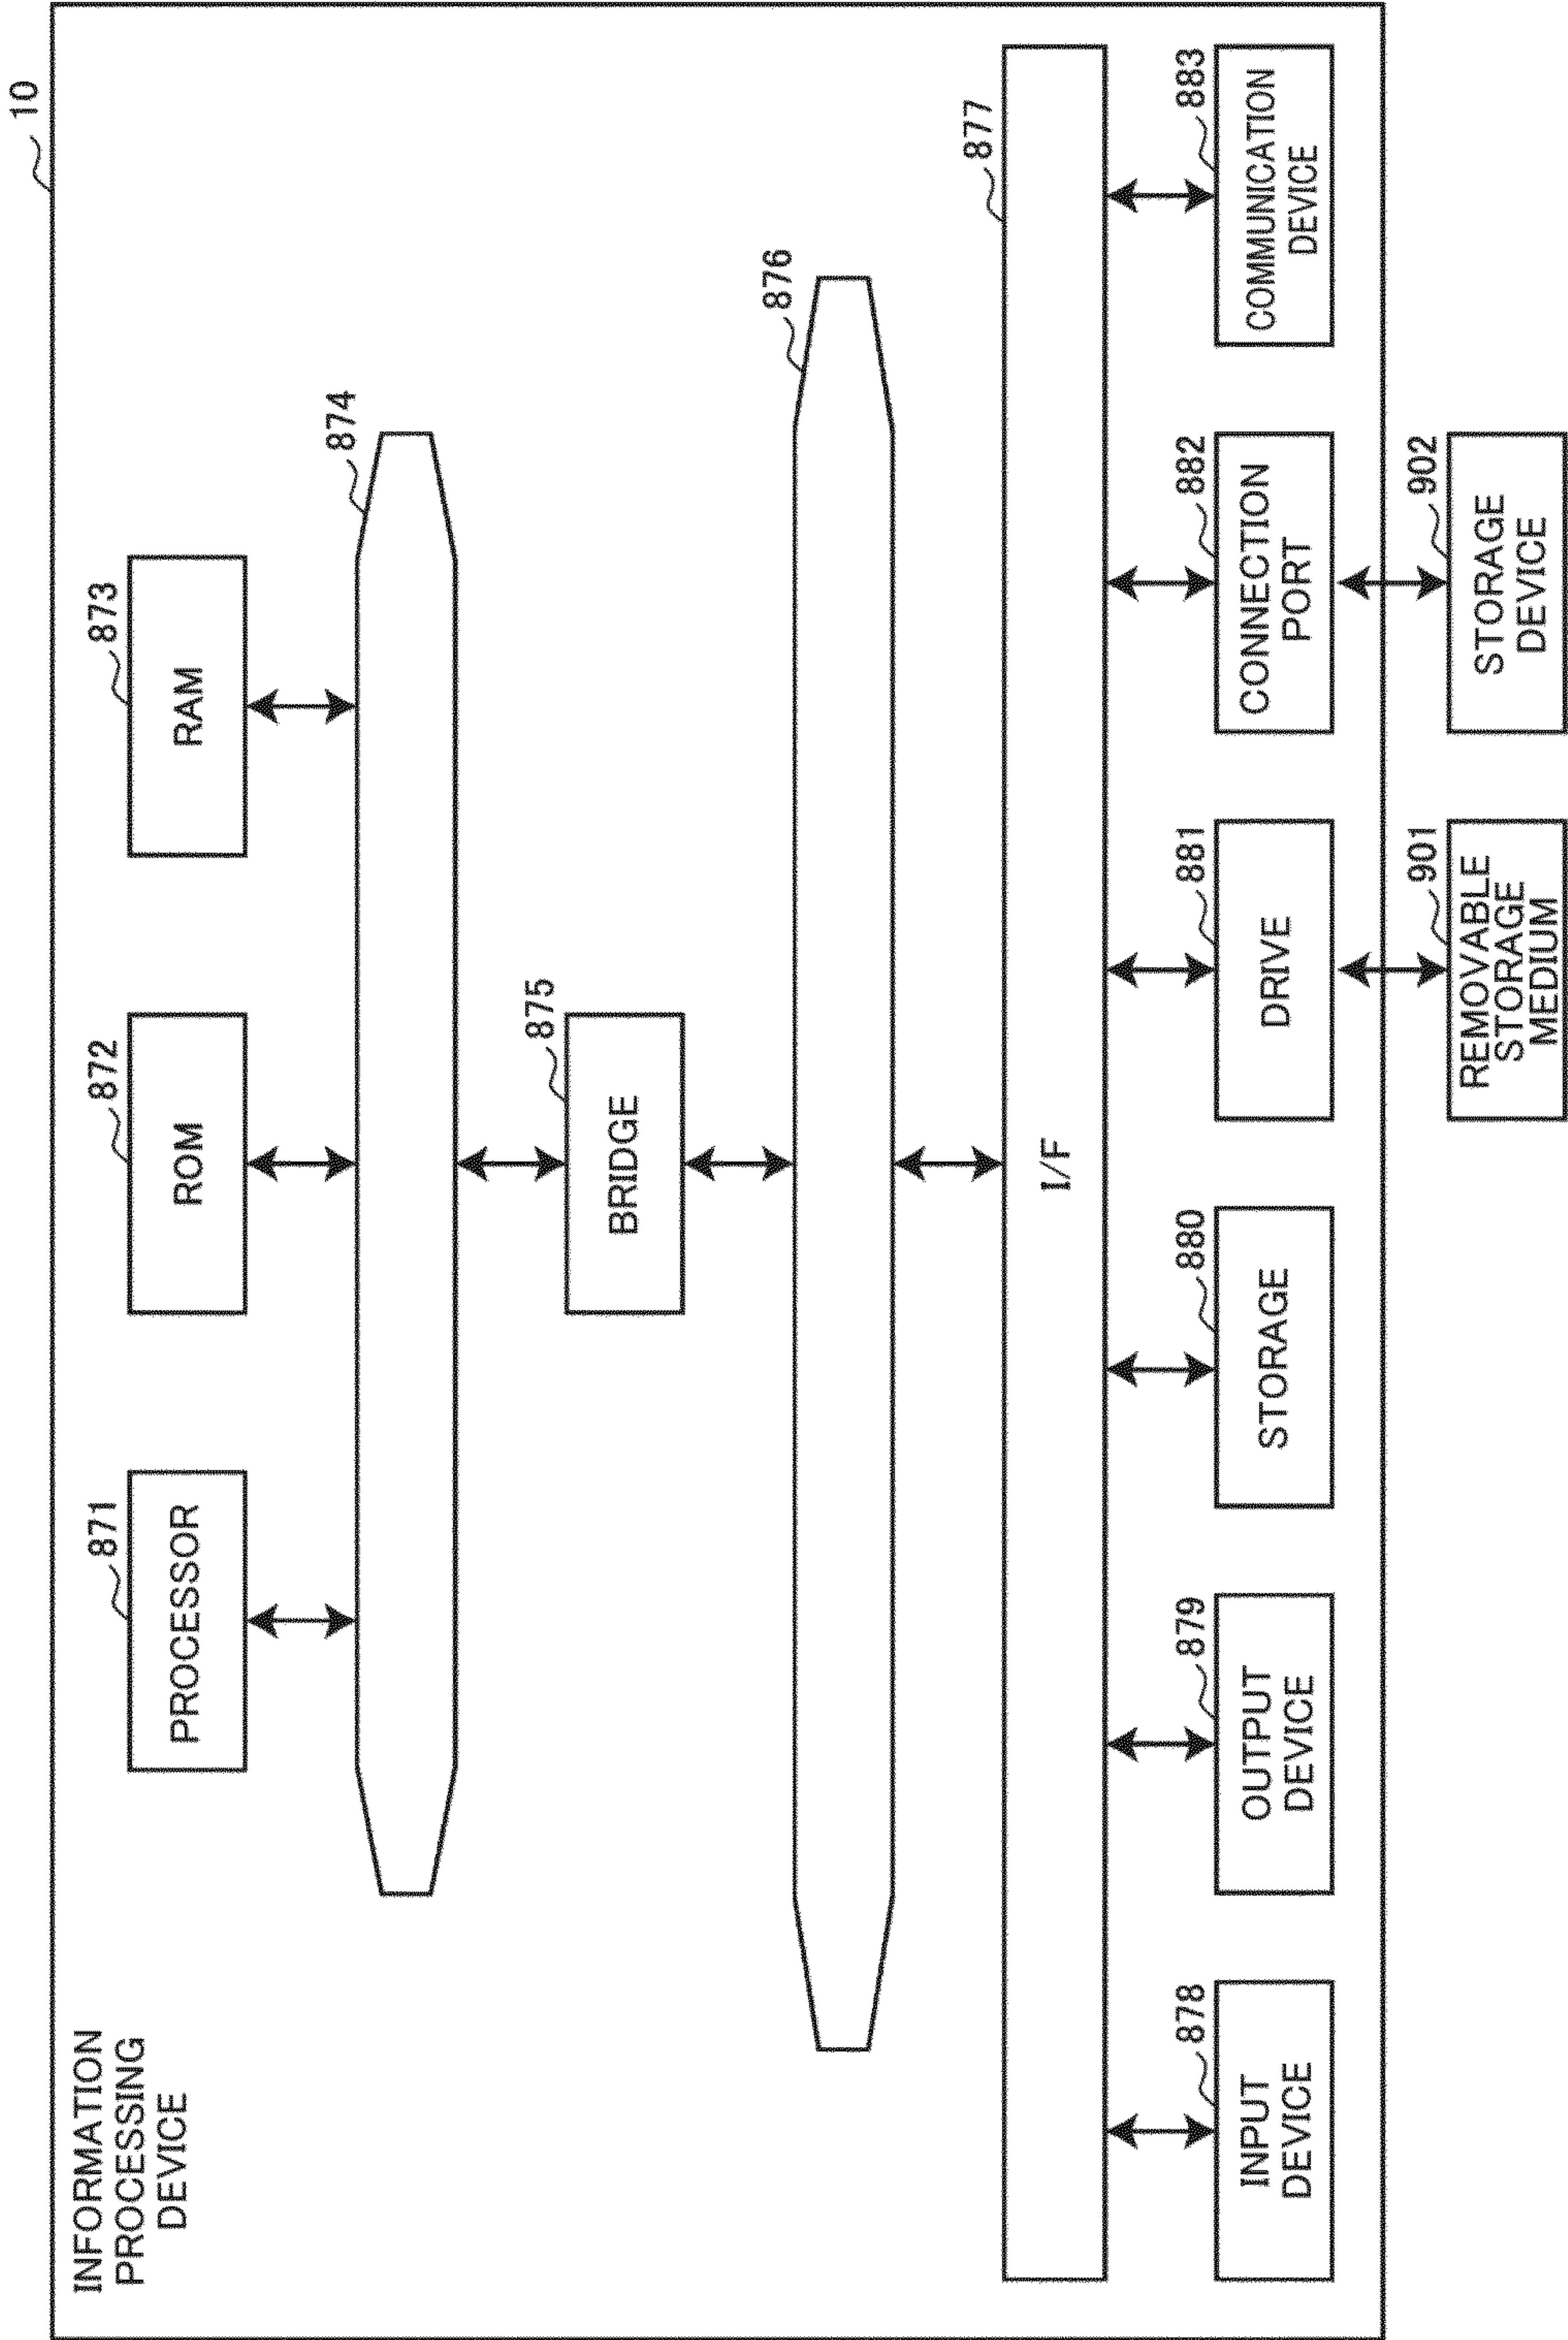 10
INFORMATION
PROCESSING
DEVICE
871
872
873
PROCESSOR
ROM
RAM
874
875
BRIDGE
876
877
I/F
878
879
880
881
882
883
INPUT
DEVICE
OUTPUT
DEVICE
STORAGE
DRIVE
CONNECTION
PORT
COMMUNICATION
DEVICE
901
902
REMOVABLE
STORAGE
MEDIUM
STORAGE
DEVICE